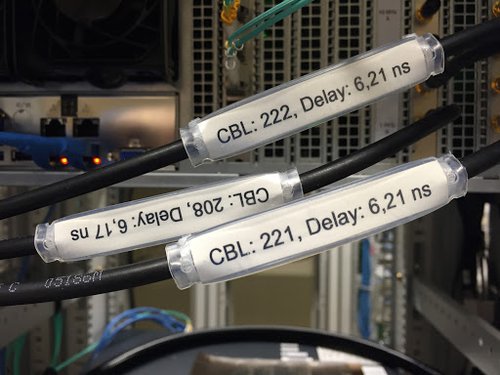 CBL: 222, Delay: 6,21 ns
CBL: 208, Delay: 6,17 ns
CBL: 221, Delay: 6,21 ns